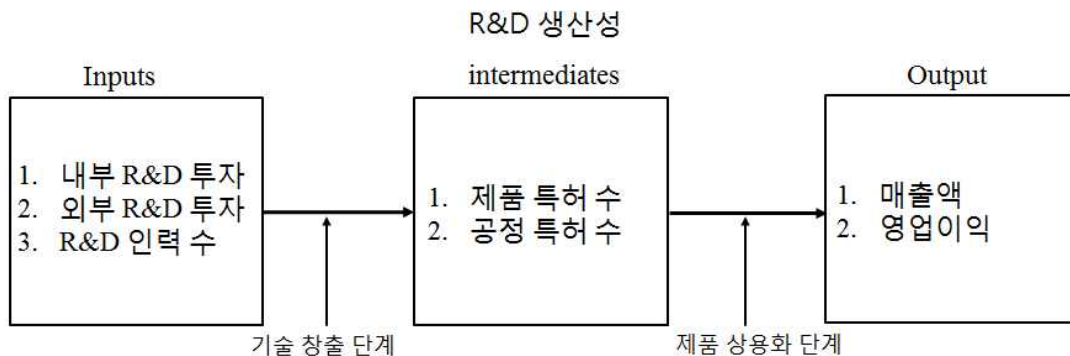 R&D 생산성
Inputs
intermediates
Output
1. 내부 R&D 투자
2. 외부 R&D 투자
3. R&D 인력 수
1. 제품 특허 수
2. 공정 특허 수
1. 매출액
2. 영업이익
기술 창출 단계
제품 상용화 단계